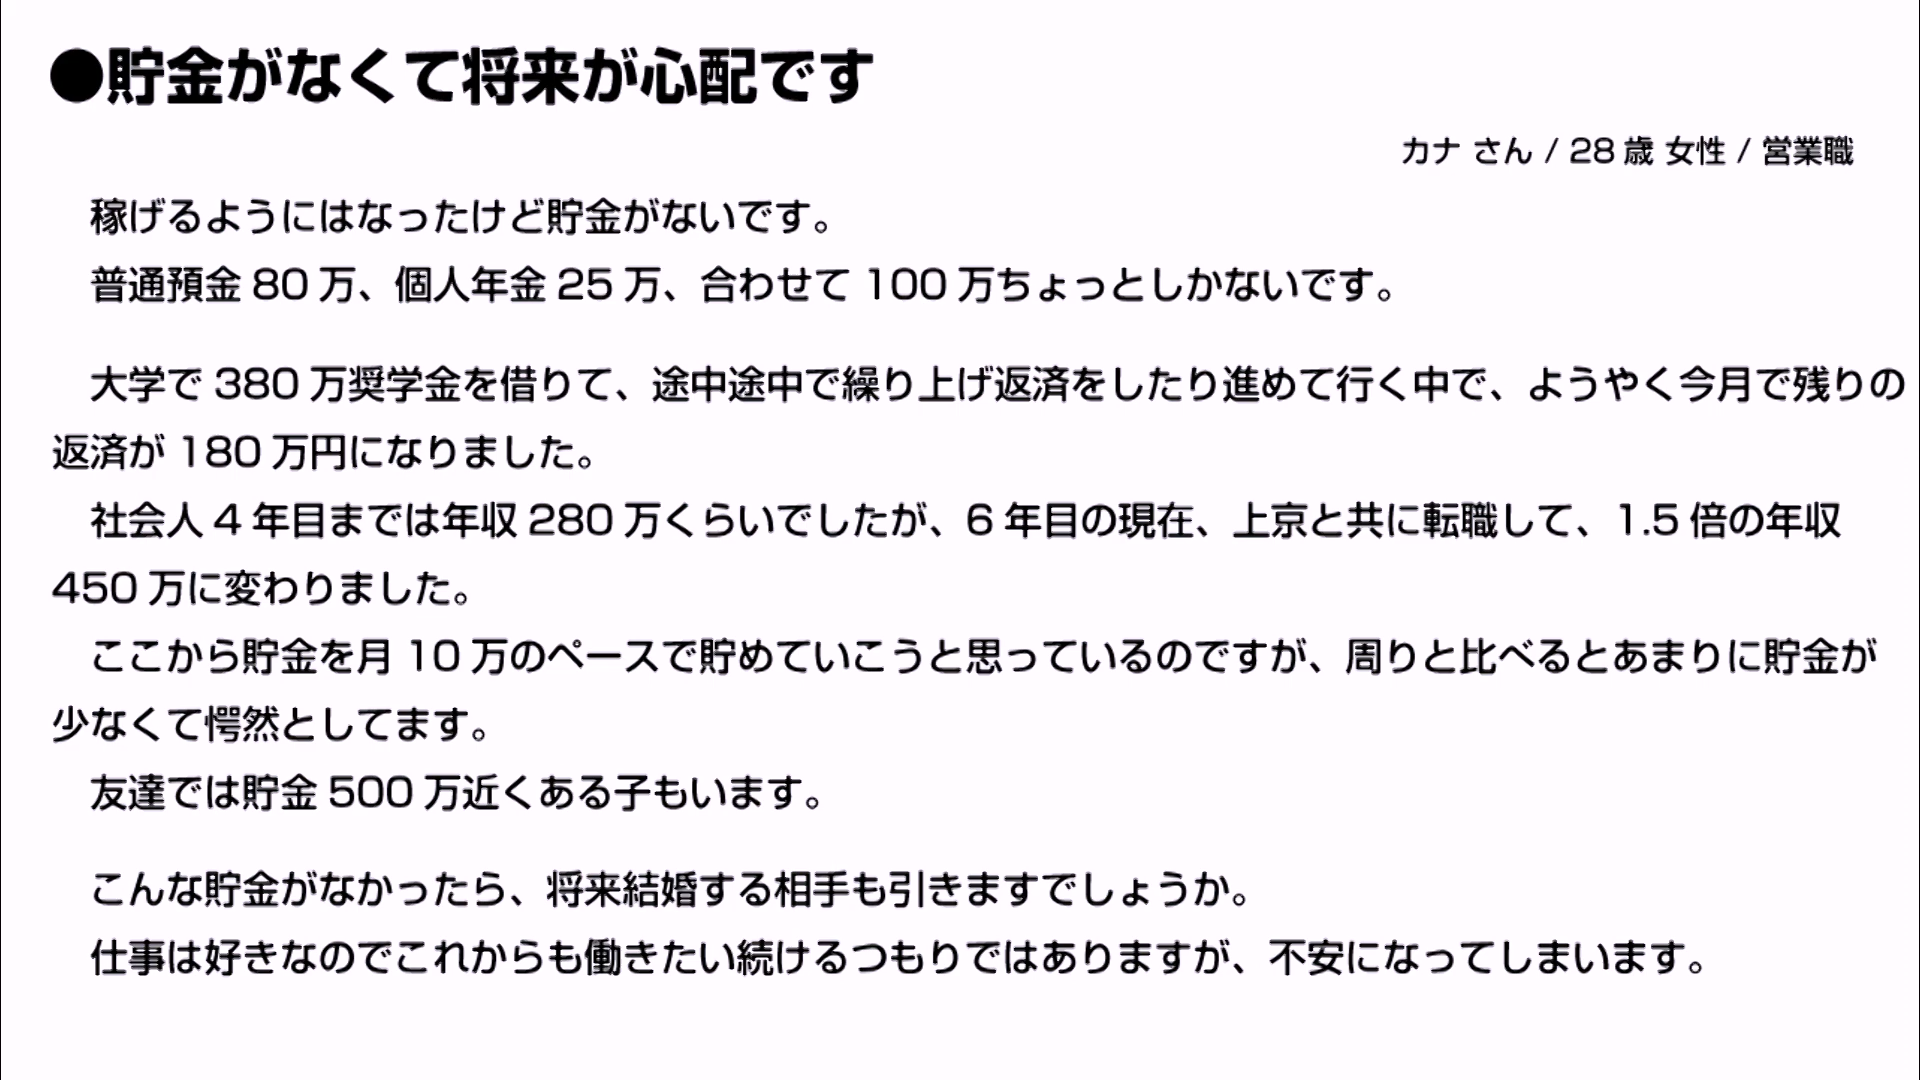 ●貯金がなくて将来が心配です
カナ さん / 28 歳 女性 / 営業職
稼げるようにはなったけど貯金がないです。
普通預金 80 万、個人年金 25 万、合わせて 100 万ちょっとしかないです。
大学で 380 万奨学金を借りて、途中途中で繰り上げ返済をしたり進めて行く中で、ようやく今月で残りの
返済が 180 万円になりました。
社会人 4 年目までは年収 280 万くらいでしたが、6 年目の現在、上京と共に転職して、1.5 倍の年収
450 万に変わりました。
ここから貯金を月 10 万のペースで貯めていこうと思っているのですが、周りと比べるとあまりに貯金が
少なくて愕然としてます。
友達では貯金 500 万近くある子もいます。
こんな貯金がなかったら、将来結婚する相手も引きますでしょうか。
仕事は好きなのでこれからも働きたい続けるつもりではありますが、不安になってしまいます。